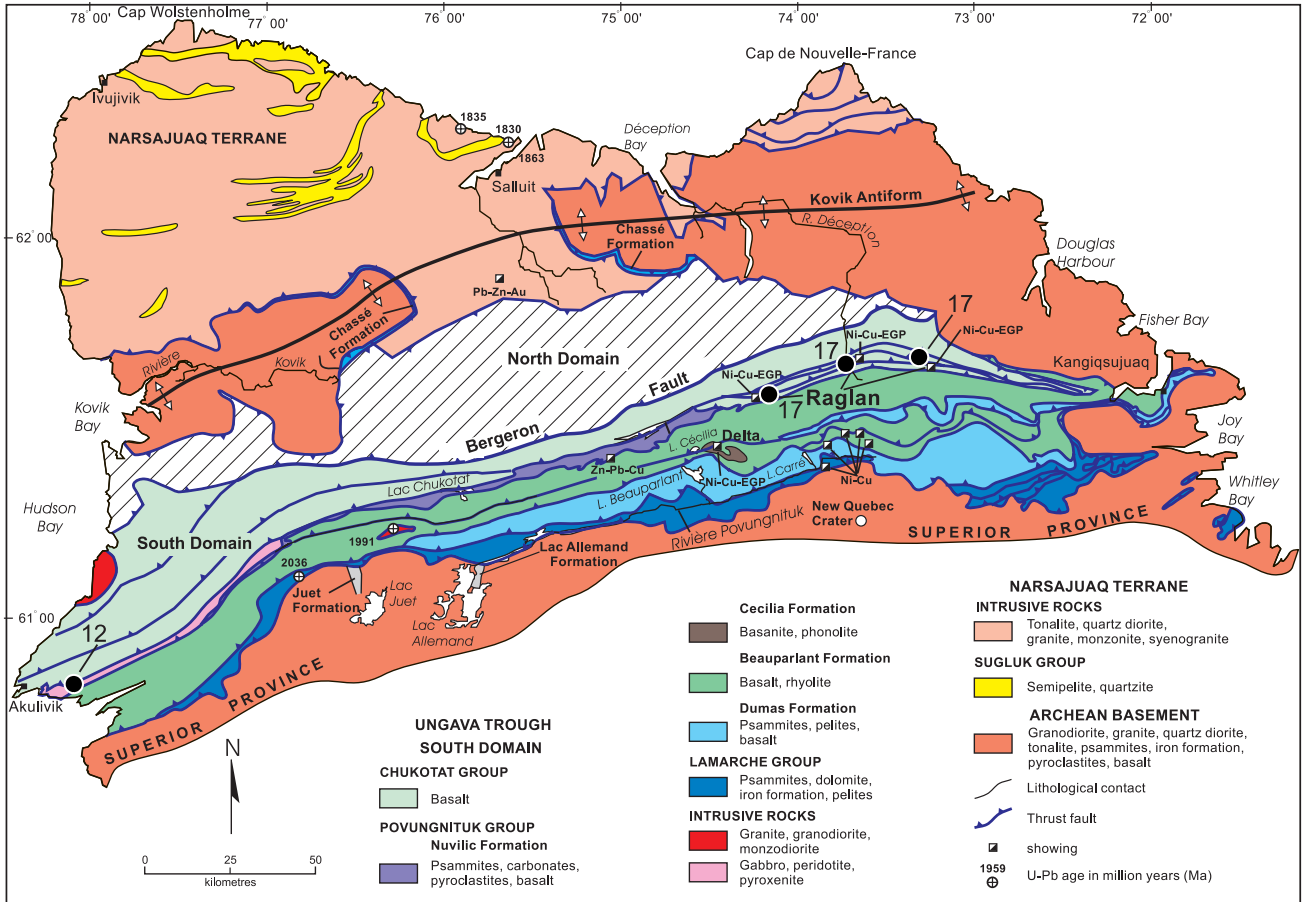 78° 00'
77° 00'
76° 00'
75° 00'
74° 00'
73° 00'
72° 00'
Cap Wolstenholme
Cap de Nouvelle-France
Ivujivik
NARSAJUAQ TERRANE
1835
1830
1863
Salluit
Déception
Bay
Kovik Antiform
R. Déception
Chassé
Formation
62° 00'
Douglas
Harbour
Pb-Zn-Au
Chassé
Formation
Rivière
Kovik
Kovik
Bay
North Domain
Ni-Cu-EGP
17
17
Ni-Cu-EGP
Fisher Bay
Kangiqsujuaq
Ni-Cu-EGP
17
Raglan
Bergeron
Fault
Joy
Bay
L. Cécilia
Delta
Zn-Pb-Cu
Ni-Cu-EGP
L. Carré
Ni-Cu
Lac Chukotat
L. Beauparlant
Whitley
Bay
Hudson
Bay
South Domain
1991
Rivière Povungnituk
New Quebec
Crater
SUPERIOR PROVINCE
Lac Allemand
Formation
2036
Juet
Formation
Lac
Juet
Lac
Allemand
61° 00'
12
Akulivik
SUPERIOR PROVINCE
N
0 25 50
kilometres
UNGAVA TROUGH
SOUTH DOMAIN
CHUKOTAT GROUP
Basalt
POVUNGNITUK GROUP
Nuvilic Formation
Psammites, carbonates,
pyroclastites, basalt
Cecilia Formation
Basanite, phonolite
Beauparlant Formation
Basalt, rhyolite
Dumas Formation
Psammites, pelites,
basalt
LAMARCHE GROUP
Psammites, dolomite,
iron formation, pelites
INTRUSIVE ROCKS
Granite, granodiorite,
monzodiorite
Gabbro, peridotite,
pyroxenite
NARSAJUAQ TERRANE
INTRUSIVE ROCKS
Tonalite, quartz diorite,
granite, monzonite, syenogranite
SUGLUK GROUP
Semipelite, quartzite
ARCHEAN BASEMENT
Granodiorite, granite, quartz diorite,
tonalite, psammites, iron formation,
pyroclastites, basalt
Lithological contact
Thrust fault
showing
1959
U-Pb age in million years (Ma)